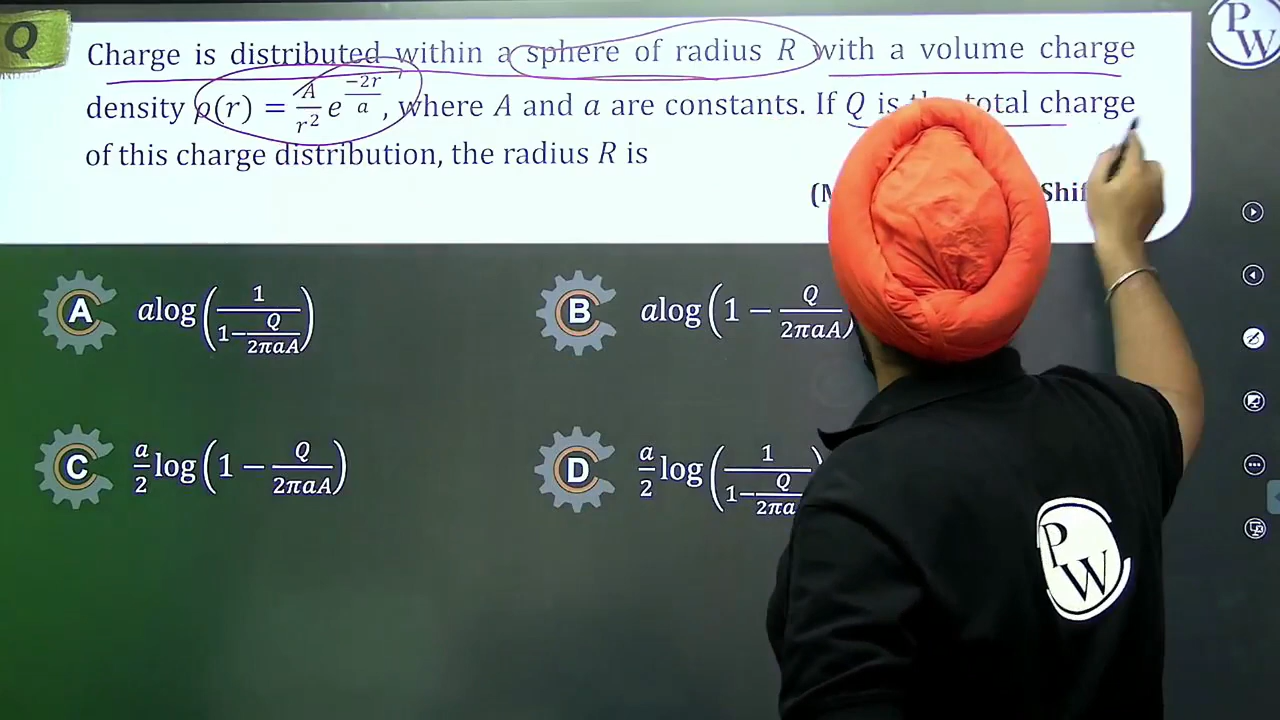 Q
Charge is distributed within a sphere of radius R with a volume charge
density ρ(r) = A/r² e^(-2r/a), where A and a are constants. If Q is total charge
of this charge distribution, the radius R is
A alog(1/(1−Q/2πaA))
B alog(1 − Q/2πaA)
C a/2 log(1 − Q/2πaA)
D a/2 log(1/(1−Q/2πa
PW
PW